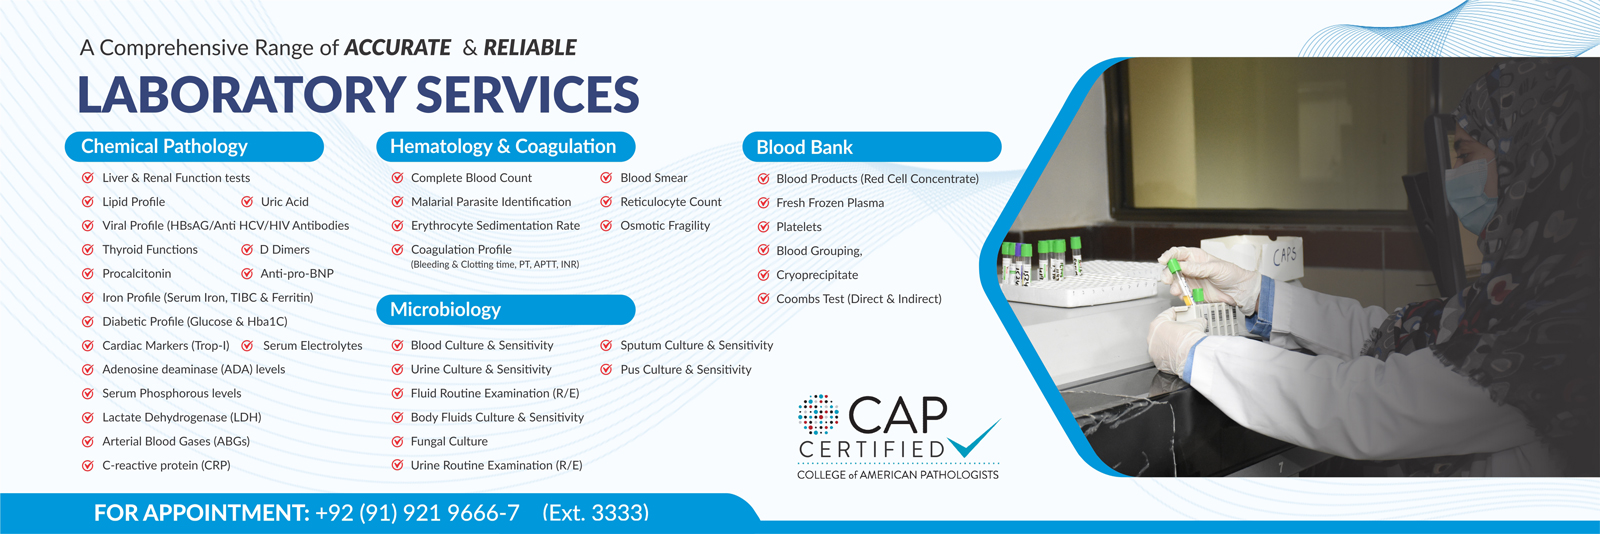 A Comprehensive Range of ACCURATE & RELIABLE
LABORATORY SERVICES
Chemical Pathology
Liver & Renal Function tests
Lipid Profile
Uric Acid
Viral Profile (HBsAG/Anti HCV/HIV Antibodies
Thyroid Functions
D Dimers
Procalcitonin
Anti-pro-BNP
Iron Profile (Serum Iron, TIBC & Ferritin)
Diabetic Profile (Glucose & Hba1C)
Cardiac Markers (Trop-I)
Serum Electrolytes
Adenosine deaminase (ADA) levels
Serum Phosphorous levels
Lactate Dehydrogenase (LDH)
Arterial Blood Gases (ABGs)
C-reactive protein (CRP)
Hematology & Coagulation
Complete Blood Count
Blood Smear
Malarial Parasite Identification
Reticulocyte Count
Erythrocyte Sedimentation Rate
Osmotic Fragility
Coagulation Profile
(Bleeding & Clotting time, PT, APTT, INR)
Microbiology
Blood Culture & Sensitivity
Sputum Culture & Sensitivity
Urine Culture & Sensitivity
Pus Culture & Sensitivity
Fluid Routine Examination (R/E)
Body Fluids Culture & Sensitivity
Fungal Culture
Urine Routine Examination (R/E)
Blood Bank
Blood Products (Red Cell Concentrate)
Fresh Frozen Plasma
Platelets
Blood Grouping,
Cryoprecipitate
Coombs Test (Direct & Indirect)
CAP
CERTIFIED
COLLEGE of AMERICAN PATHOLOGISTS
CAPS
FOR APPOINTMENT: +92 (91) 921 9666-7 (Ext. 3333)